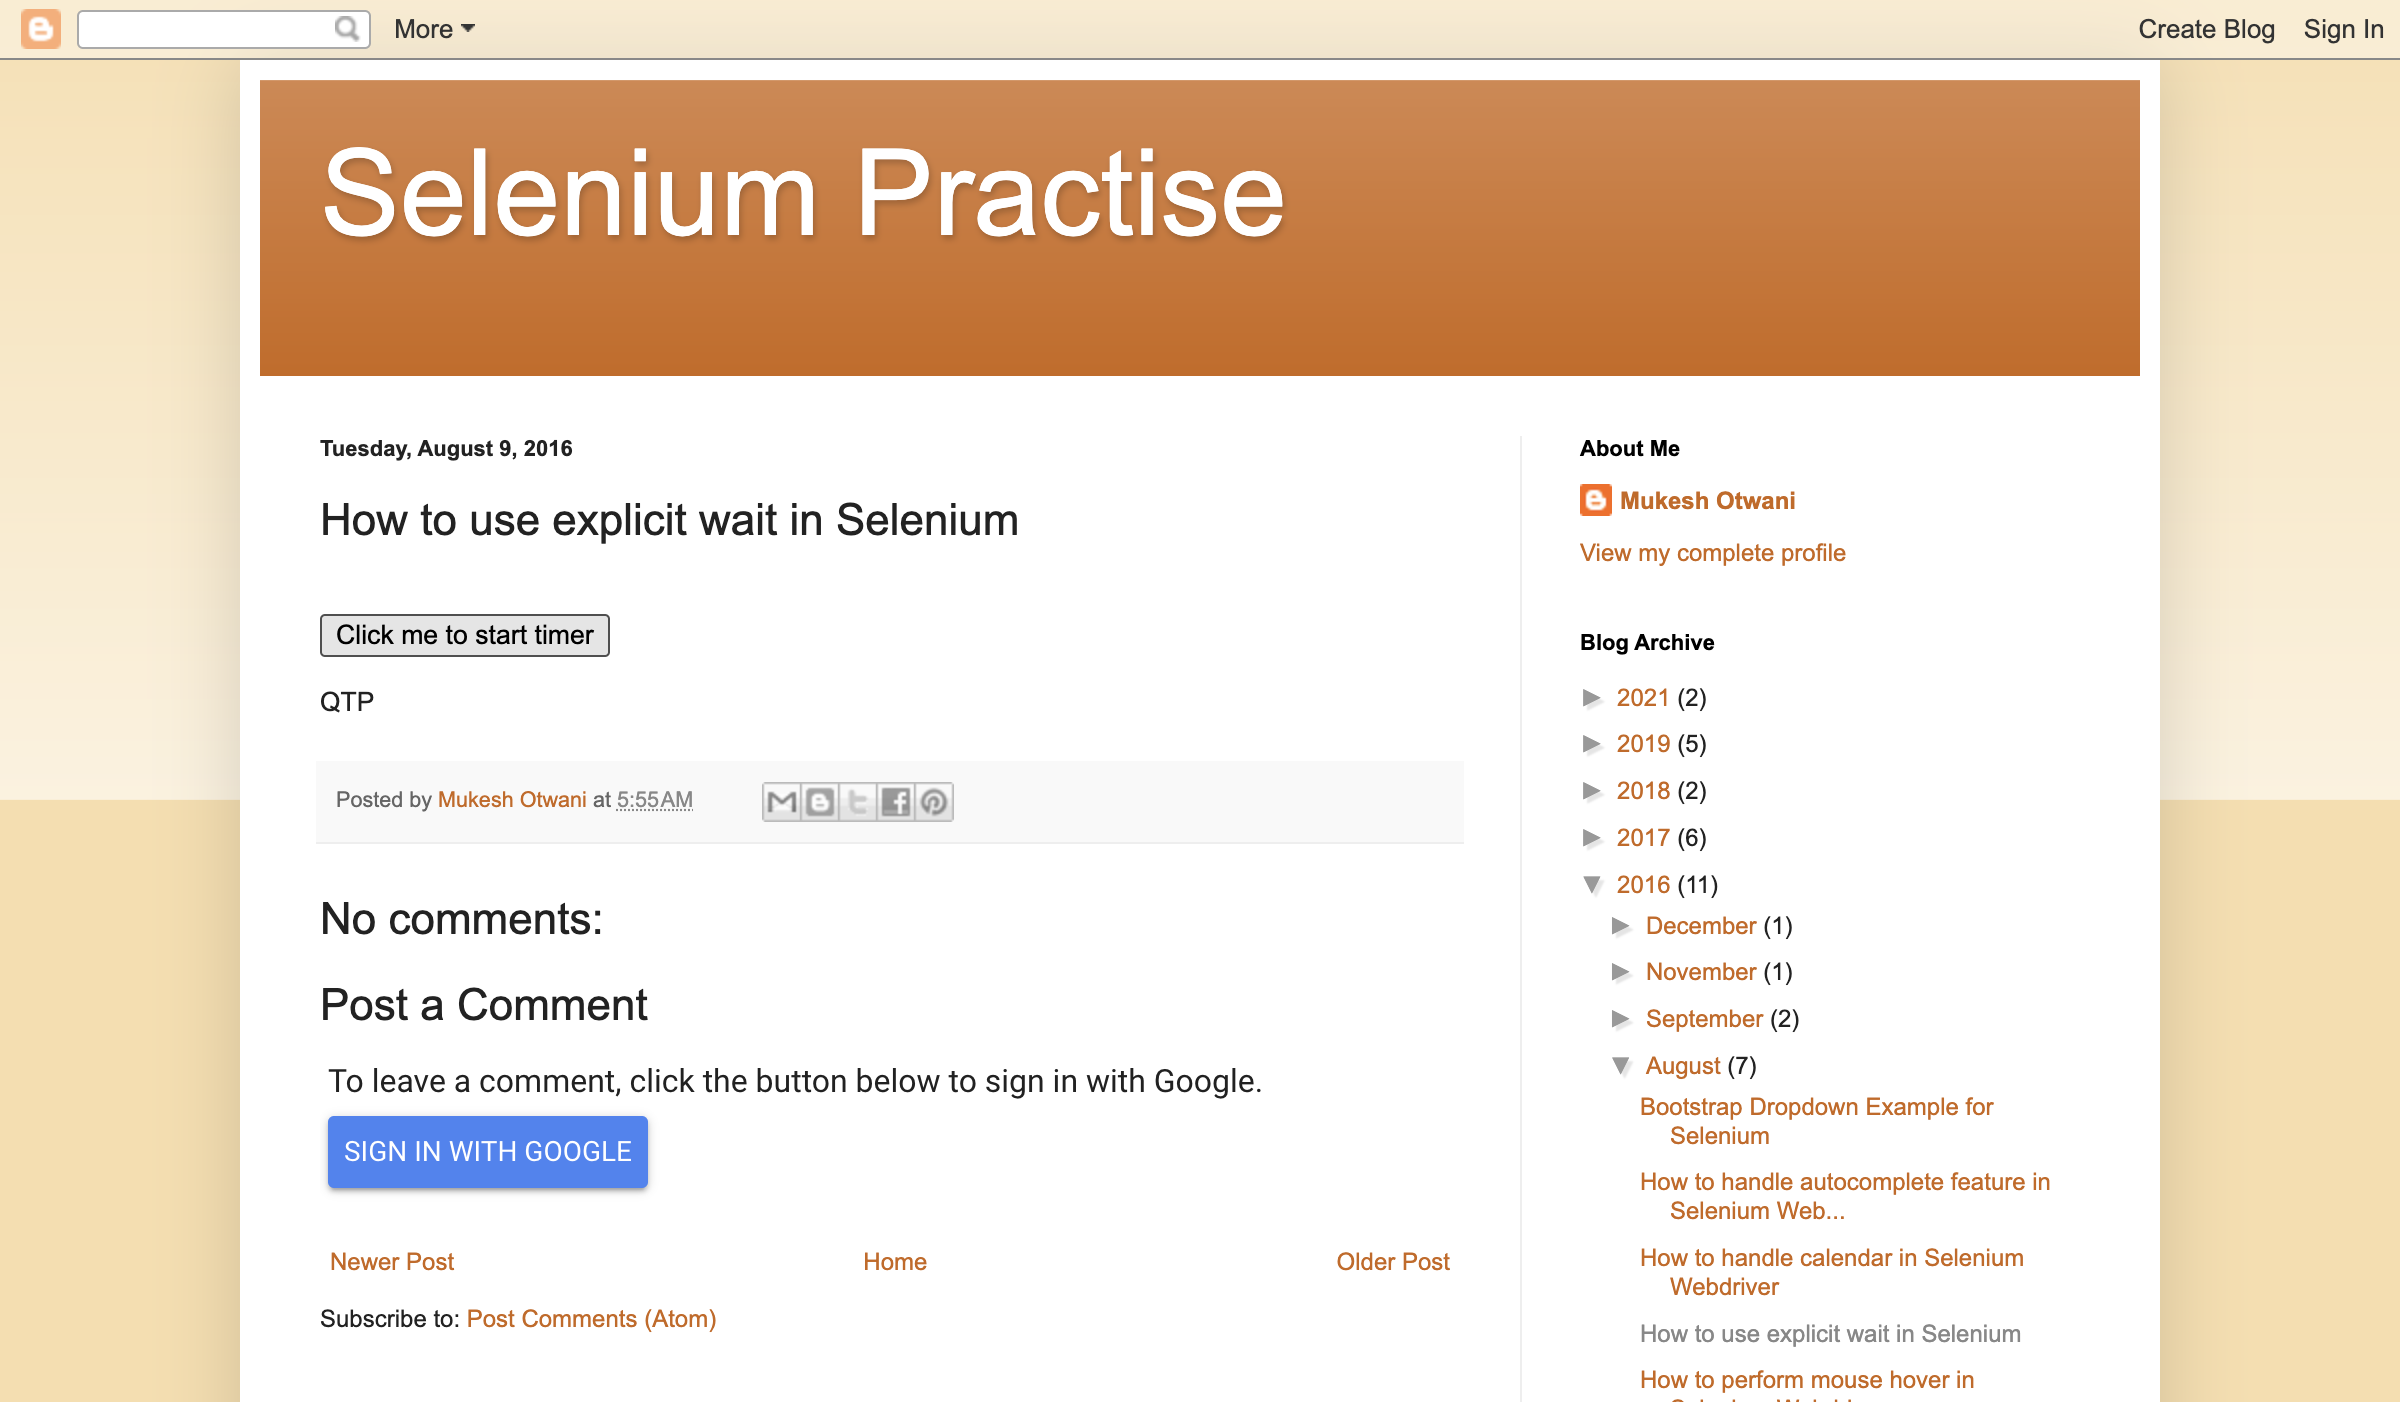 More
Create Blog
Sign In
Selenium Practise
Tuesday, August 9, 2016
How to use explicit wait in Selenium
Click me to start timer
QTP
Posted by Mukesh Otwani at 5:55 AM
No comments:
Post a Comment
To leave a comment, click the button below to sign in with Google.
SIGN IN WITH GOOGLE
Newer Post
Home
Older Post
Subscribe to: Post Comments (Atom)
About Me
Mukesh Otwani
View my complete profile
Blog Archive
► 2021 (2)
► 2019 (5)
► 2018 (2)
► 2017 (6)
▼ 2016 (11)
► December (1)
► November (1)
► September (2)
▼ August (7)
Bootstrap Dropdown Example for
Selenium
How to handle autocomplete feature in
Selenium Web...
How to handle calendar in Selenium
Webdriver
How to use explicit wait in Selenium
How to perform mouse hover in